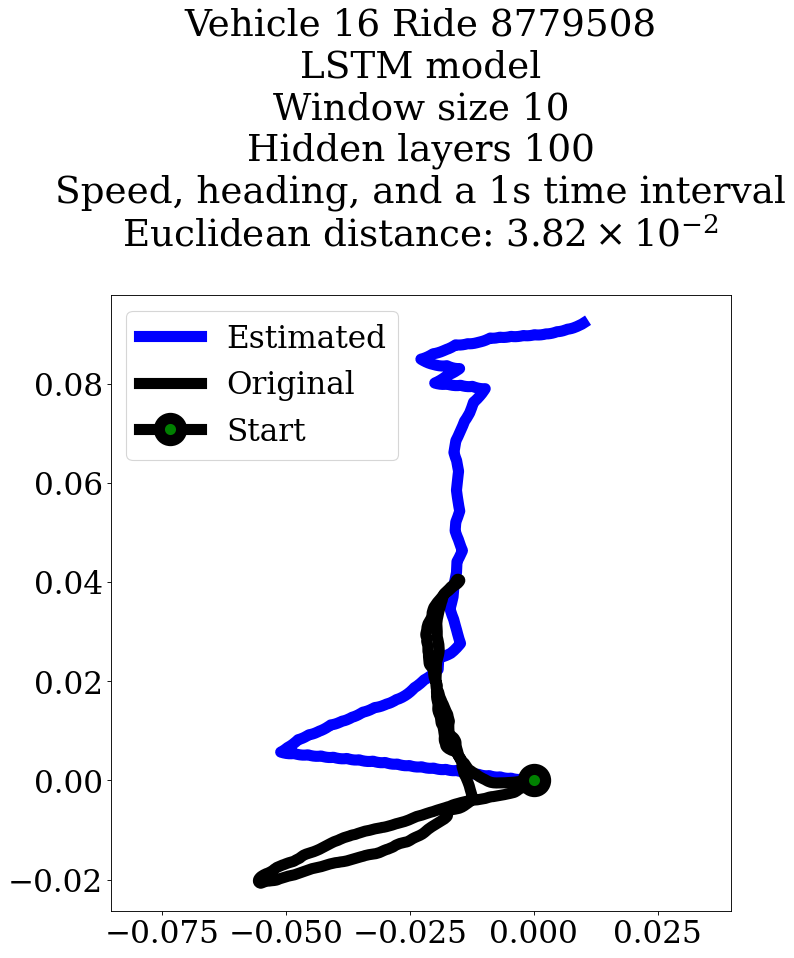 Vehicle 16 Ride 8779508
LSTM model
Window size 10
Hidden layers 100
Speed, heading, and a 1s time interval
Euclidean distance: 3.82 × 10⁻²
Estimated
Original
Start
0.08
0.06
0.04
0.02
0.00
−0.02
−0.075 −0.050 −0.025 0.000 0.025